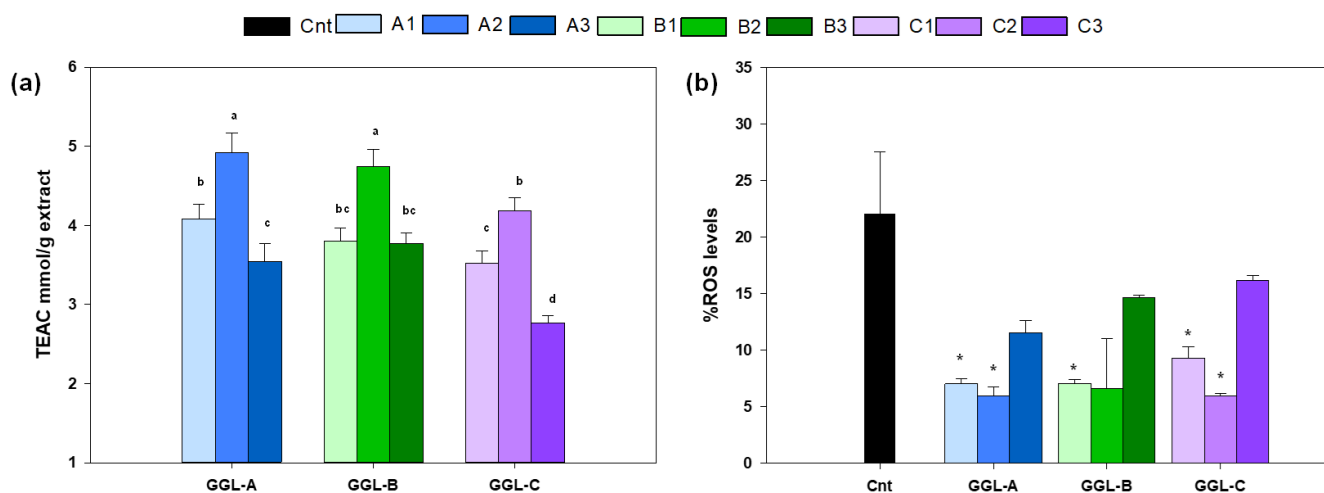 Cnt A1 A2 A3 B1 B2 B3 C1 C2 C3
(a)
TEAC mmol/g extract
6
5
4
3
2
1
b
a
c
bc
a
bc
c
b
d
GGL-A GGL-B GGL-C
(b)
%ROS levels
35
30
25
20
15
10
5
0
* * * * *
Cnt GGL-A GGL-B GGL-C